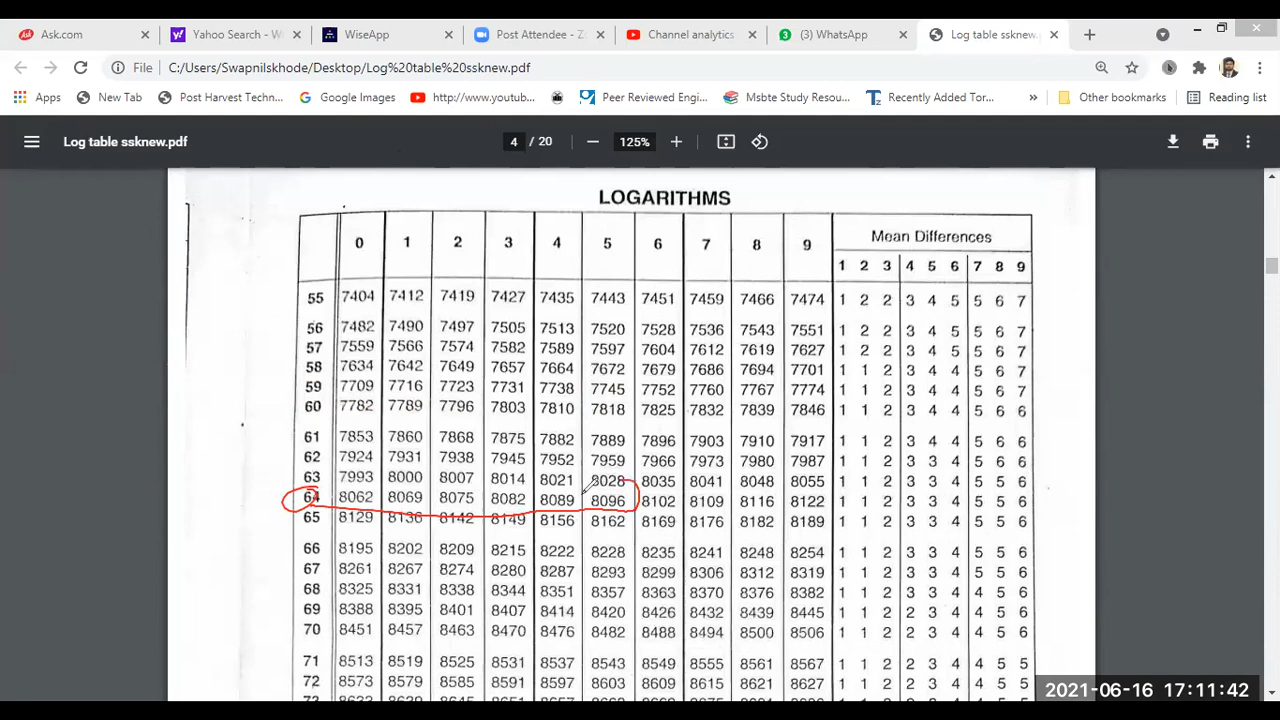 Ask.com Yahoo Search - W WiseApp Post Attendee - Z Channel analytics (3) WhatsApp Log table ssknew.p
File C:/Users/Swapnilskhode/Desktop/Log%20table%20ssknew.pdf
Apps New Tab Post Harvest Techn... Google Images http://www.youtub... Peer Reviewed Engi... Msbte Study Resou... Recently Added Tor... » Other bookmarks Reading list
Log table ssknew.pdf 4 / 20 125%
LOGARITHMS
0 1 2 3 4 5 6 7 8 9 Mean Differences
1 2 3 4 5 6 7 8 9
55 7404 7412 7419 7427 7435 7443 7451 7459 7466 7474 1 2 2 3 4 5 5 6 7
56 7482 7490 7497 7505 7513 7520 7528 7536 7543 7551 1 2 2 3 4 5 5 6 7
57 7559 7566 7574 7582 7589 7597 7604 7612 7619 7627 1 2 2 3 4 5 5 6 7
58 7634 7642 7649 7657 7664 7672 7679 7686 7694 7701 1 1 2 3 4 4 5 6 7
59 7709 7716 7723 7731 7738 7745 7752 7760 7767 7774 1 1 2 3 4 4 5 6 7
60 7782 7789 7796 7803 7810 7818 7825 7832 7839 7846 1 1 2 3 4 4 5 6 6
61 7853 7860 7868 7875 7882 7889 7896 7903 7910 7917 1 1 2 3 4 4 5 6 6
62 7924 7931 7938 7945 7952 7959 7966 7973 7980 7987 1 1 2 3 3 4 5 6 6
63 7993 8000 8007 8014 8021 8028 8035 8041 8048 8055 1 1 2 3 3 4 5 5 6
64 8062 8069 8075 8082 8089 8096 8102 8109 8116 8122 1 1 2 3 3 4 5 5 6
65 8129 8136 8142 8149 8156 8162 8169 8176 8182 8189 1 1 2 3 3 4 5 5 6
66 8195 8202 8209 8215 8222 8228 8235 8241 8248 8254 1 1 2 3 3 4 5 5 6
67 8261 8267 8274 8280 8287 8293 8299 8306 8312 8319 1 1 2 3 3 4 5 5 6
68 8325 8331 8338 8344 8351 8357 8363 8370 8376 8382 1 1 2 3 3 4 4 5 6
69 8388 8395 8401 8407 8414 8420 8426 8432 8439 8445 1 1 2 2 3 4 4 5 6
70 8451 8457 8463 8470 8476 8482 8488 8494 8500 8506 1 1 2 2 3 4 4 5 6
71 8513 8519 8525 8531 8537 8543 8549 8555 8561 8567 1 1 2 2 3 4 4 5 5
72 8573 8579 8585 8591 8597 8603 8609 8615 8621 8627 1 1 2 2 3 4 4 5 5
2021-06-16 17:11:42